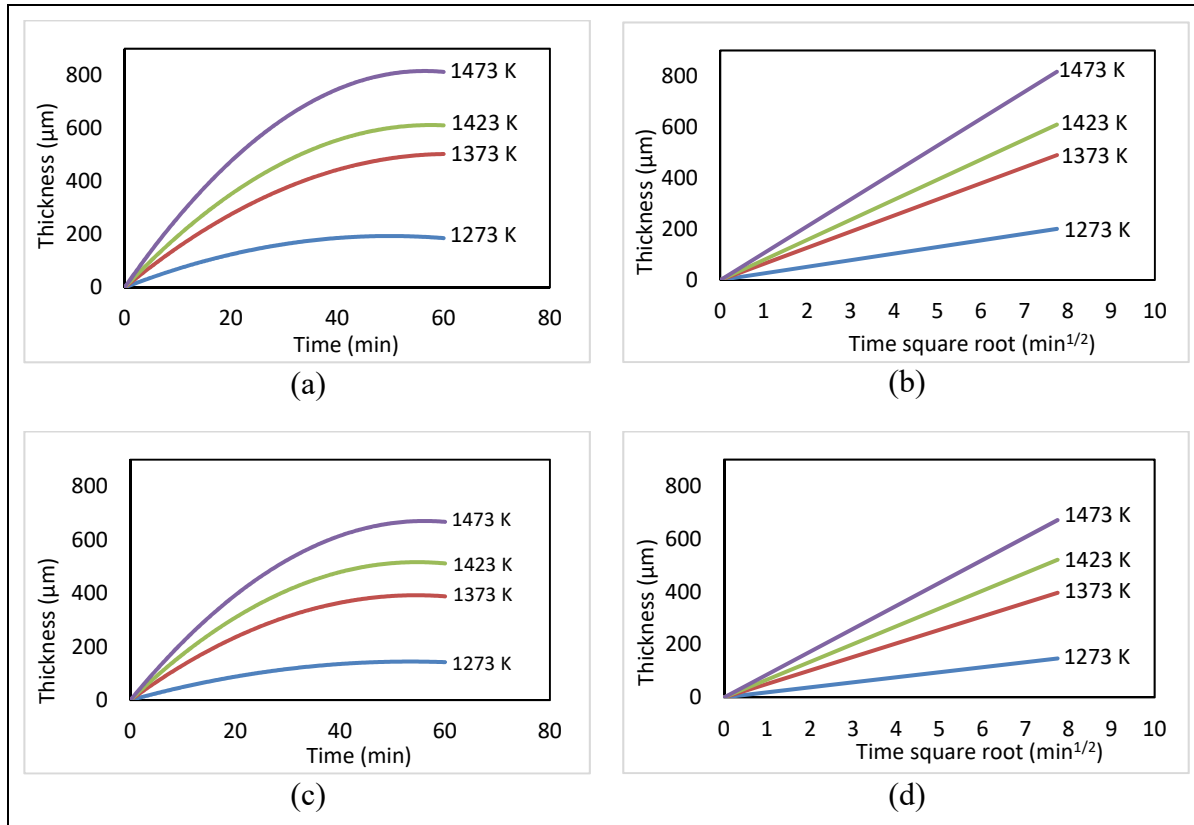 800
600
400
200
0
Thickness (µm)
1473 K
1423 K
1373 K
1273 K
0 20 40 60 80
Time (min)
(a)
800
600
400
200
0
Thickness (µm)
1473 K
1423 K
1373 K
1273 K
0 1 2 3 4 5 6 7 8 9 10
Time square root (min1/2)
(b)
800
600
400
200
0
Thickness (µm)
1473 K
1423 K
1373 K
1273 K
0 20 40 60 80
Time (min)
(c)
800
600
400
200
0
Thickness (µm)
1473 K
1423 K
1373 K
1273 K
0 1 2 3 4 5 6 7 8 9 10
Time square root (min1/2)
(d)